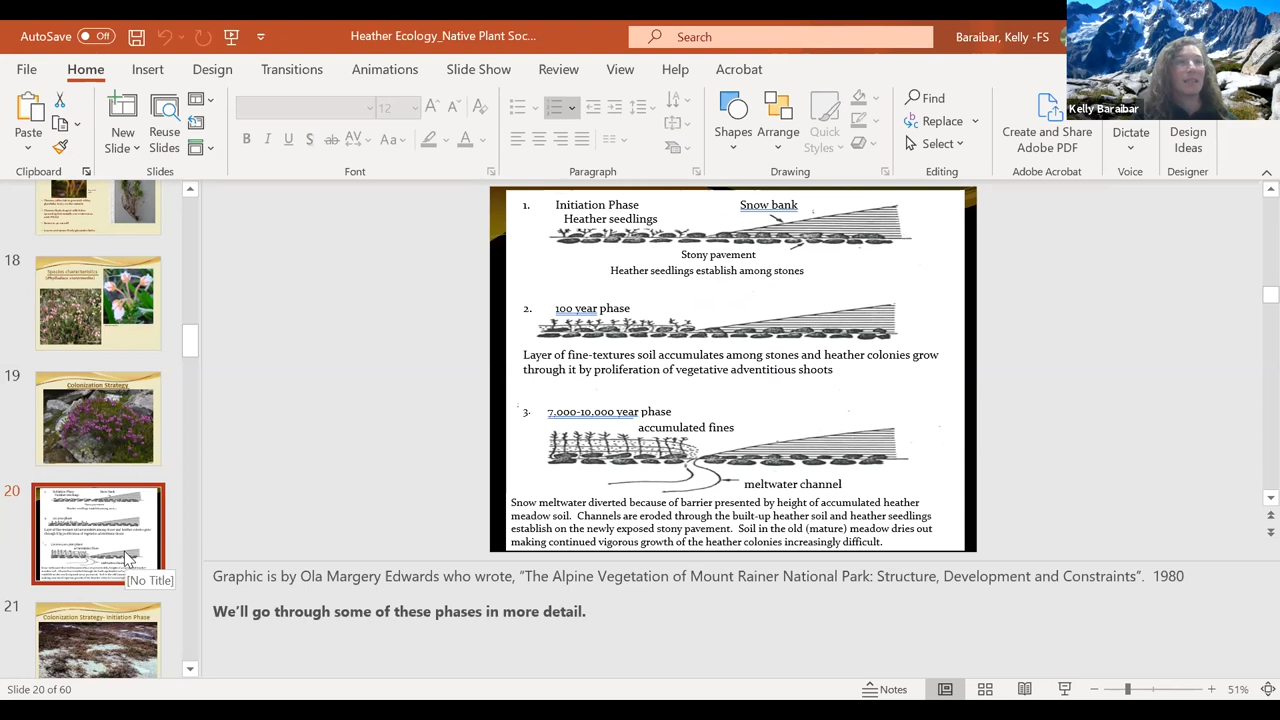 AutoSave Off
Heather Ecology_Native Plant Soc...
Search
Baraibar, Kelly -FS
Kelly Baraibar
File Home Insert Design Transitions Animations Slide Show Review View Help Acrobat
Paste
New Slide
Reuse Slides
12
Shapes
Arrange
Quick Styles
Find
Replace
Select
Create and Share Adobe PDF
Dictate
Design Ideas
Clipboard Slides Font Paragraph Drawing Editing Adobe Acrobat Voice Designer
18
Species characteristics
19
Colonization Strategy
20
[No Title]
21
Colonization Strategy- Initiation Phase
1. Initiation Phase
Heather seedlings
Snow bank
Stony pavement
Heather seedlings establish among stones
2. 100 year phase
Layer of fine-textures soil accumulates among stones and heather colonies grow
through it by proliferation of vegetative adventitious shoots
3. 7,000-10,000 year phase
accumulated fines
meltwater channel
Snow meltwater diverted because of barrier presented by height of accumulated heather
meadow soil. Channels are eroded through the built-up heather soil and heather seedlings
establish on the newly exposed stony pavement. Soil in the old (mature) meadow dries out
making continued vigorous growth of the heather colonies increasingly difficult.
Graphic is by Ola Margery Edwards who wrote, “The Alpine Vegetation of Mount Rainer National Park: Structure, Development and Constraints”. 1980
We’ll go through some of these phases in more detail.
Slide 20 of 60
Notes
51%